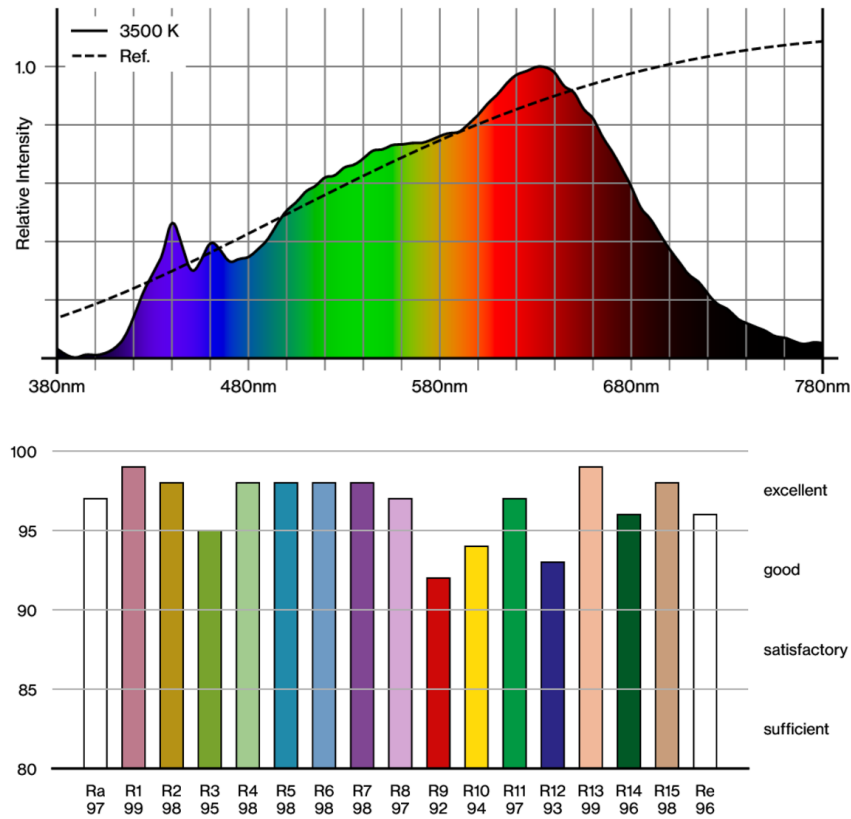 3500 K
Ref.
1.0
Relative Intensity
380nm 480nm 580nm 680nm 780nm
100
excellent
95
good
90
satisfactory
85
sufficient
80
Ra R1 R2 R3 R4 R5 R6 R7 R8 R9 R10 R11 R12 R13 R14 R15 Re
97 99 98 95 98 98 98 98 97 92 94 97 93 99 96 98 96